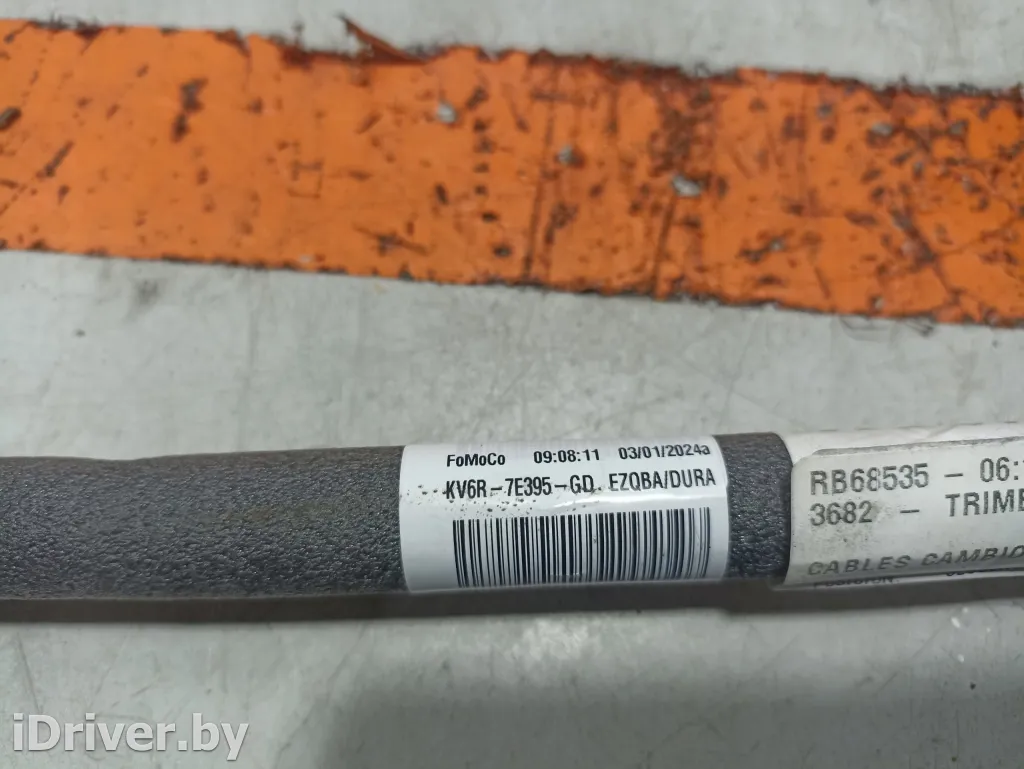 FoMoCo 09:08:11 03/01/2024a
KV6R-7E395-GD EZQBA/DURA
RB68535 - 06:
3682 - TRIM
CABLES CAMBIO
iDriver.by